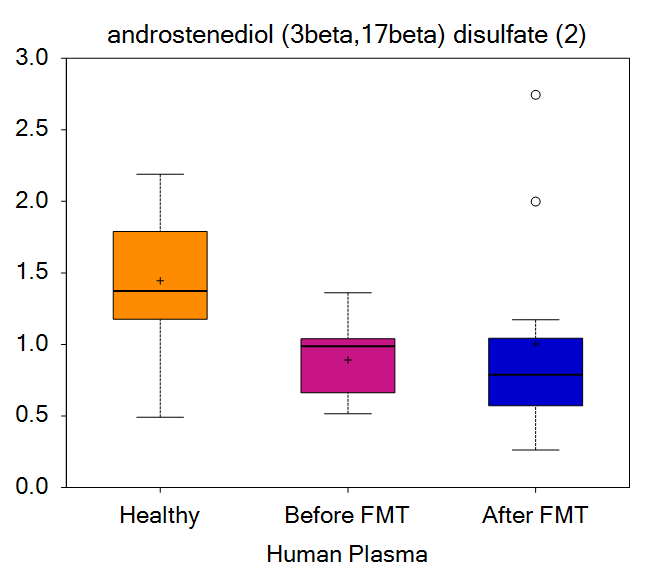 androstenediol (3beta,17beta) disulfate (2)
3.0
2.5
2.0
1.5
1.0
0.5
0.0
Healthy Before FMT After FMT
Human Plasma